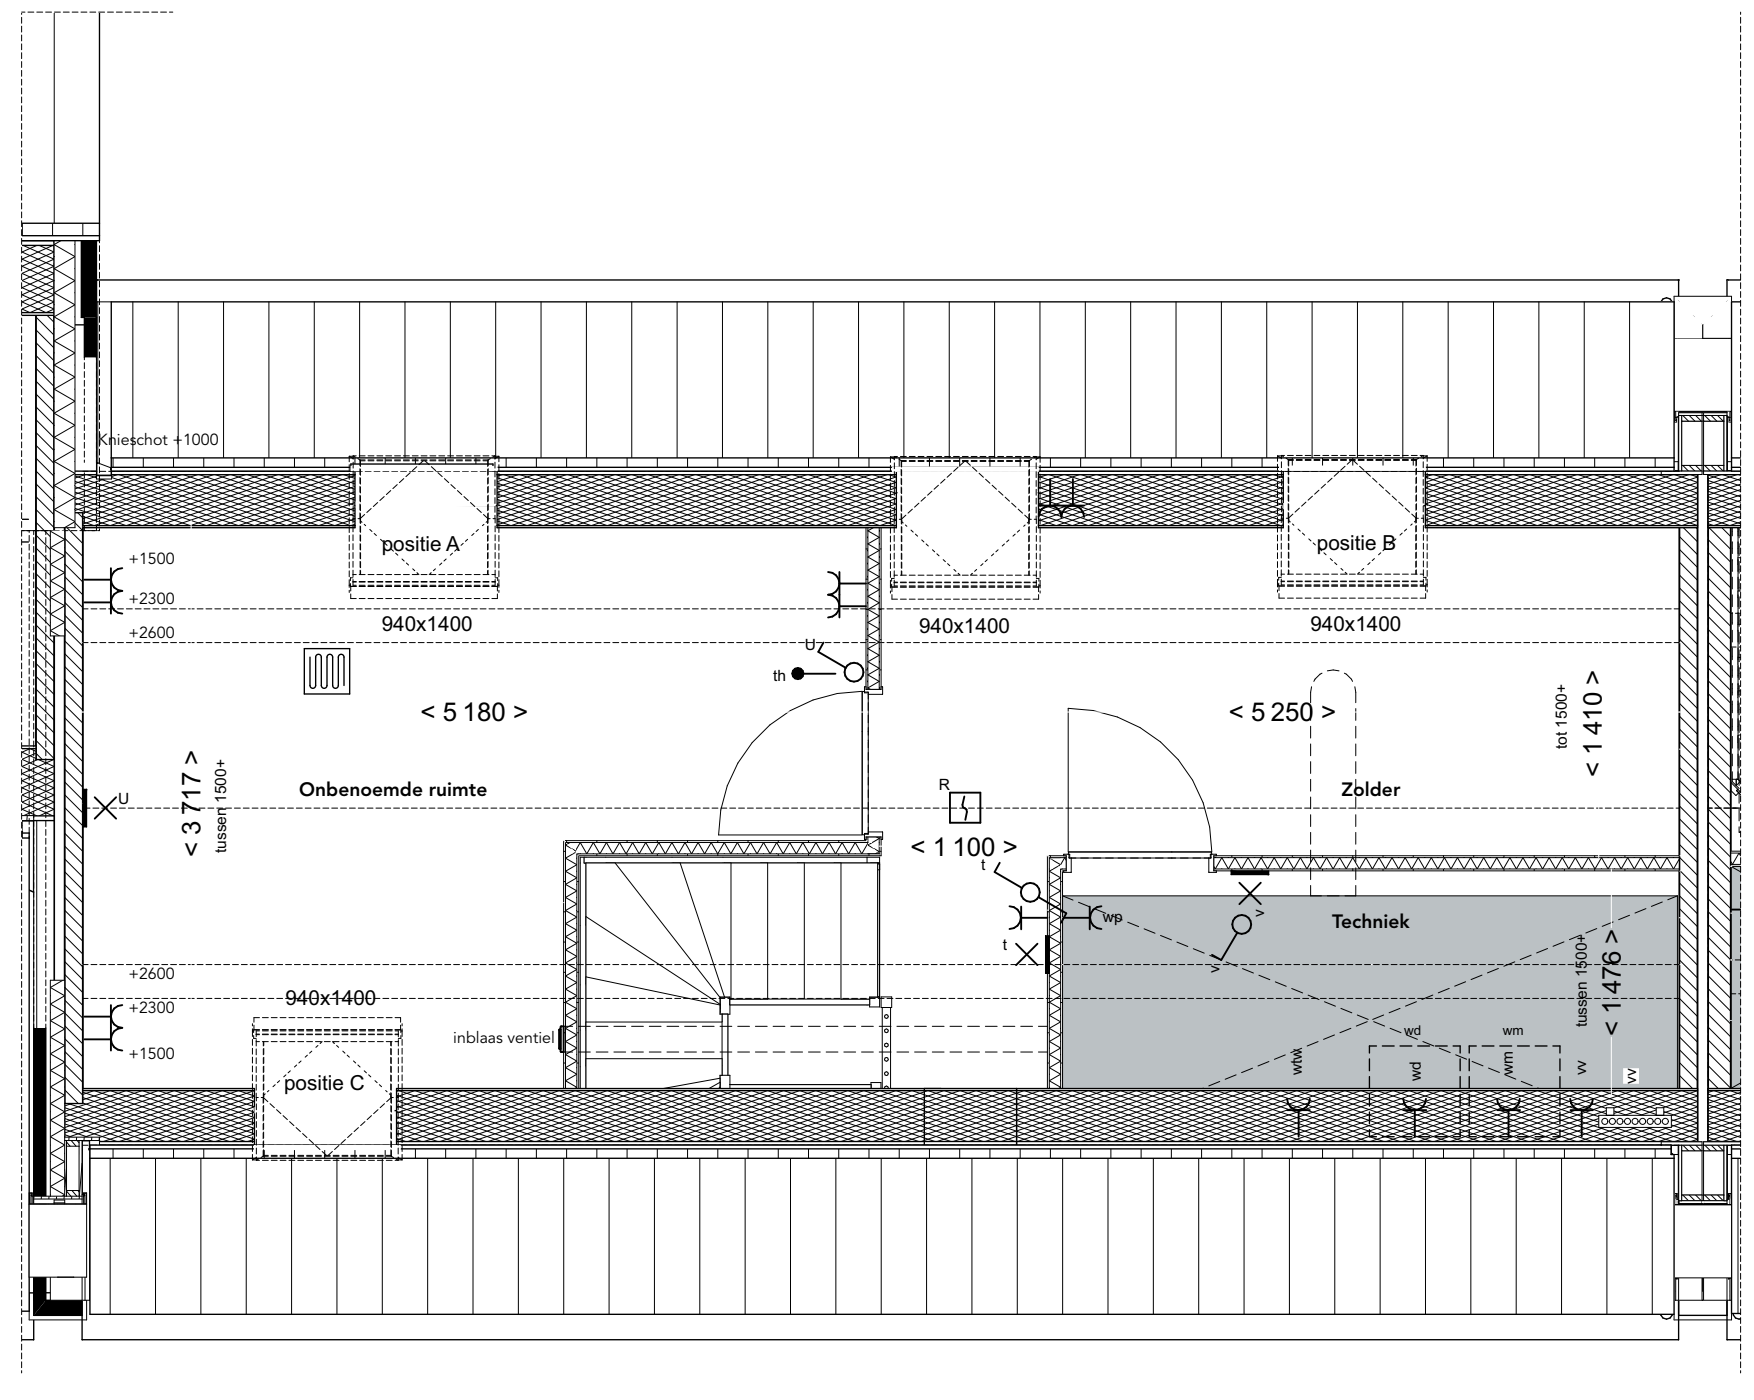 Knieschot +1000
positie A
positie B
+1500
+2300
+2600
940x1400
940x1400
940x1400
U
th
< 5 180 >
< 5 250 >
tot 1500+
< 1 410 >
Onbenoemde ruimte
R
Zolder
U
< 3 717 >
tussen 1500+
< 1 100 >
t
wp
v
Techniek
t
v
+2600
940x1400
+2300
inblaas ventiel
+1500
positie C
tussen 1500+
< 1 476 >
wd
wm
wtw
wd
wm
vv
vv